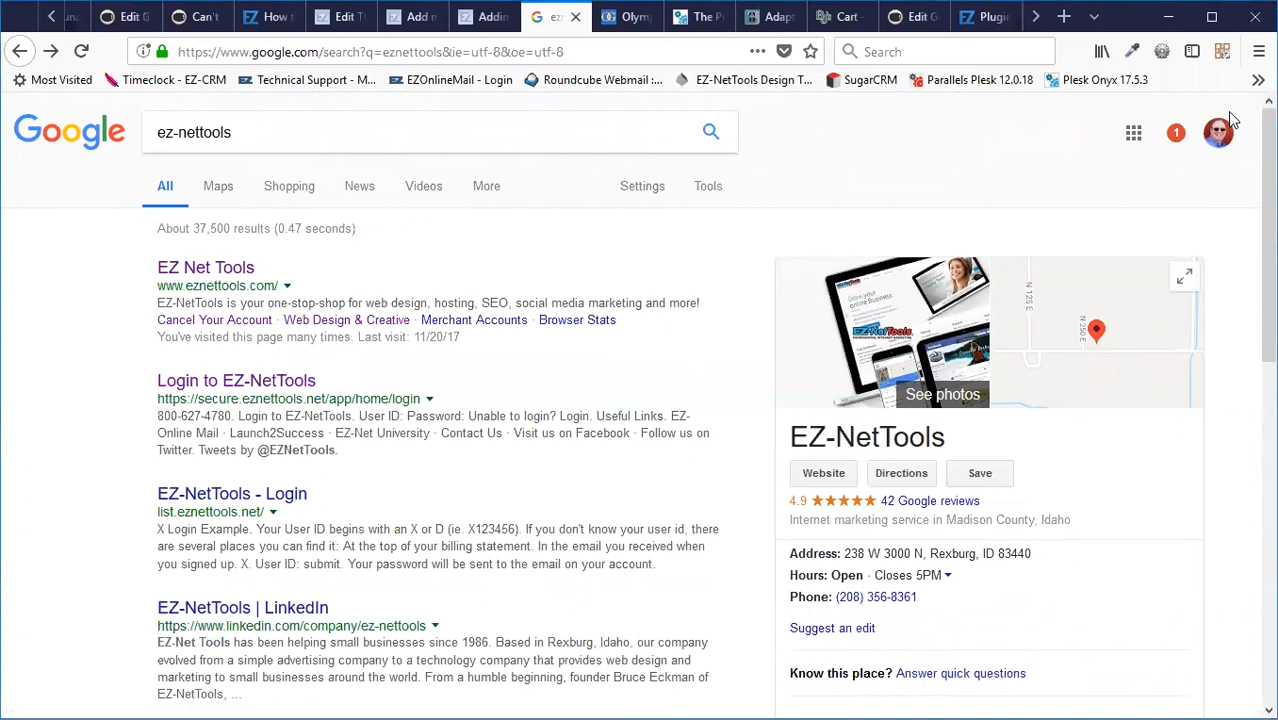 Edit G
Can't
How
Edit Tl
Add n
Addin
ez
Olym
The P
Adapt
Cart -
Edit G
Plugin
https://www.google.com/search?q=eznettools&ie=utf-8&oe=utf-8
Search
Most Visited
Timeclock - EZ-CRM
Technical Support - M...
EZOnlineMail - Login
Roundcube Webmail :...
EZ-NetTools Design T...
SugarCRM
Parallels Plesk 12.0.18
Plesk Onyx 17.5.3
Google
ez-nettools
1
All Maps Shopping News Videos More Settings Tools
About 37,500 results (0.47 seconds)
EZ Net Tools
www.eznettools.com/
EZ-NetTools is your one-stop-shop for web design, hosting, SEO, social media marketing and more!
Cancel Your Account · Web Design & Creative · Merchant Accounts · Browser Stats
You've visited this page many times. Last visit: 11/20/17
Login to EZ-NetTools
https://secure.eznettools.net/app/home/login
800-627-4780. Login to EZ-NetTools. User ID: Password: Unable to login? Login. Useful Links. EZ-
Online Mail · Launch2Success · EZ-Net University · Contact Us · Visit us on Facebook · Follow us on
Twitter. Tweets by @EZNetTools.
EZ-NetTools - Login
list.eznettools.net/
X Login Example. Your User ID begins with an X or D (ie. X123456). If you don't know your user id, there
are several places you can find it: At the top of your billing statement. In the email you received when
you signed up. X. User ID: submit. Your password will be sent to the email on your account.
EZ-NetTools | LinkedIn
https://www.linkedin.com/company/ez-nettools
EZ-Net Tools has been helping small businesses since 1986. Based in Rexburg, Idaho, our company
evolved from a simple advertising company to a technology company that provides web design and
marketing to small businesses around the world. From a humble beginning, founder Bruce Eckman of
EZ-NetTools, ...
N 125 E
N 250 E
See photos
EZ-NetTools
Website Directions Save
4.9 42 Google reviews
Internet marketing service in Madison County, Idaho
Address: 238 W 3000 N, Rexburg, ID 83440
Hours: Open · Closes 5PM
Phone: (208) 356-8361
Suggest an edit
Know this place? Answer quick questions